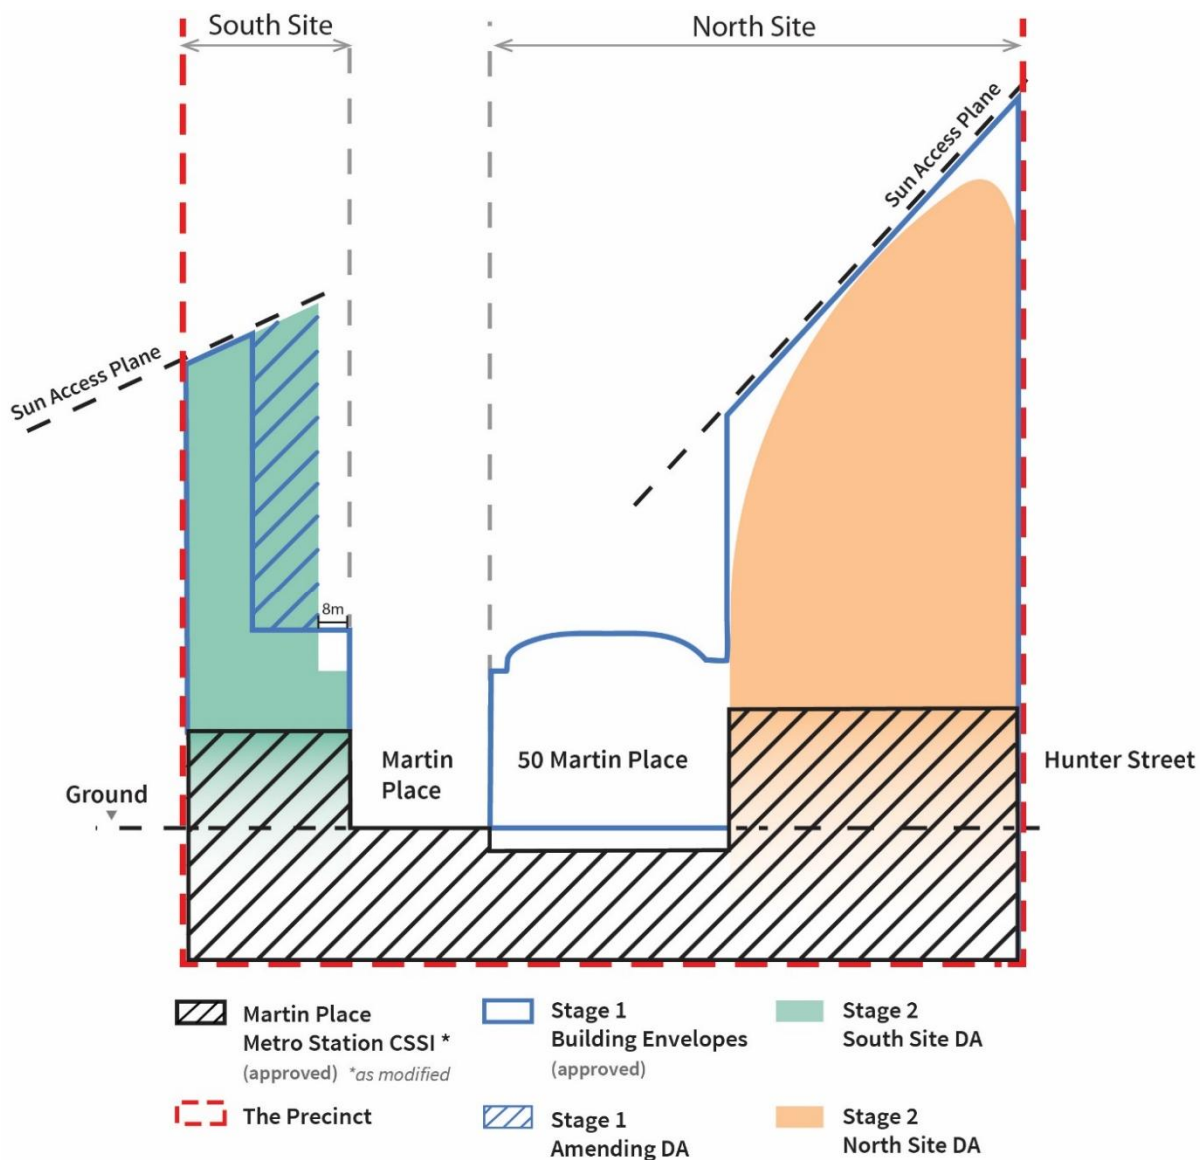 South Site
North Site
Sun Access Plane
Sun Access Plane
8m
Martin
Place
50 Martin Place
Hunter Street
Ground
Martin Place
Metro Station CSSI *
(approved) *as modified
Stage 1
Building Envelopes
(approved)
Stage 2
South Site DA
The Precinct
Stage 1
Amending DA
Stage 2
North Site DA